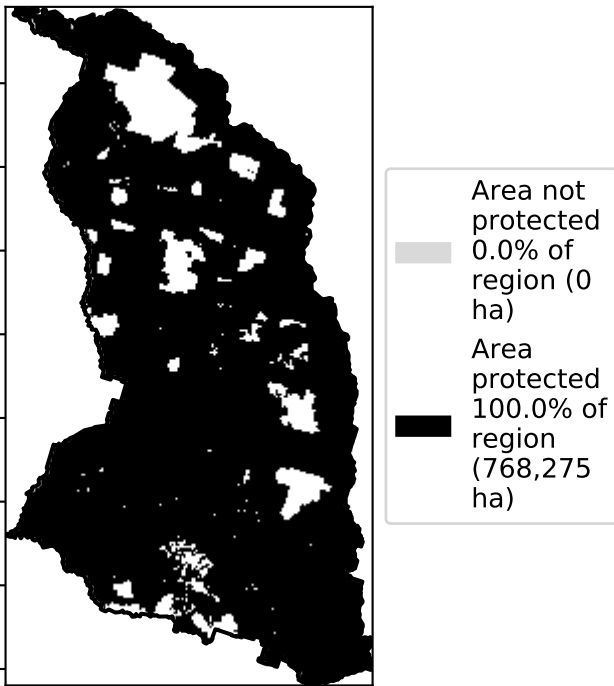 Area not
protected
0.0% of
region (0
ha)
Area
protected
100.0% of
region
(768,275
ha)